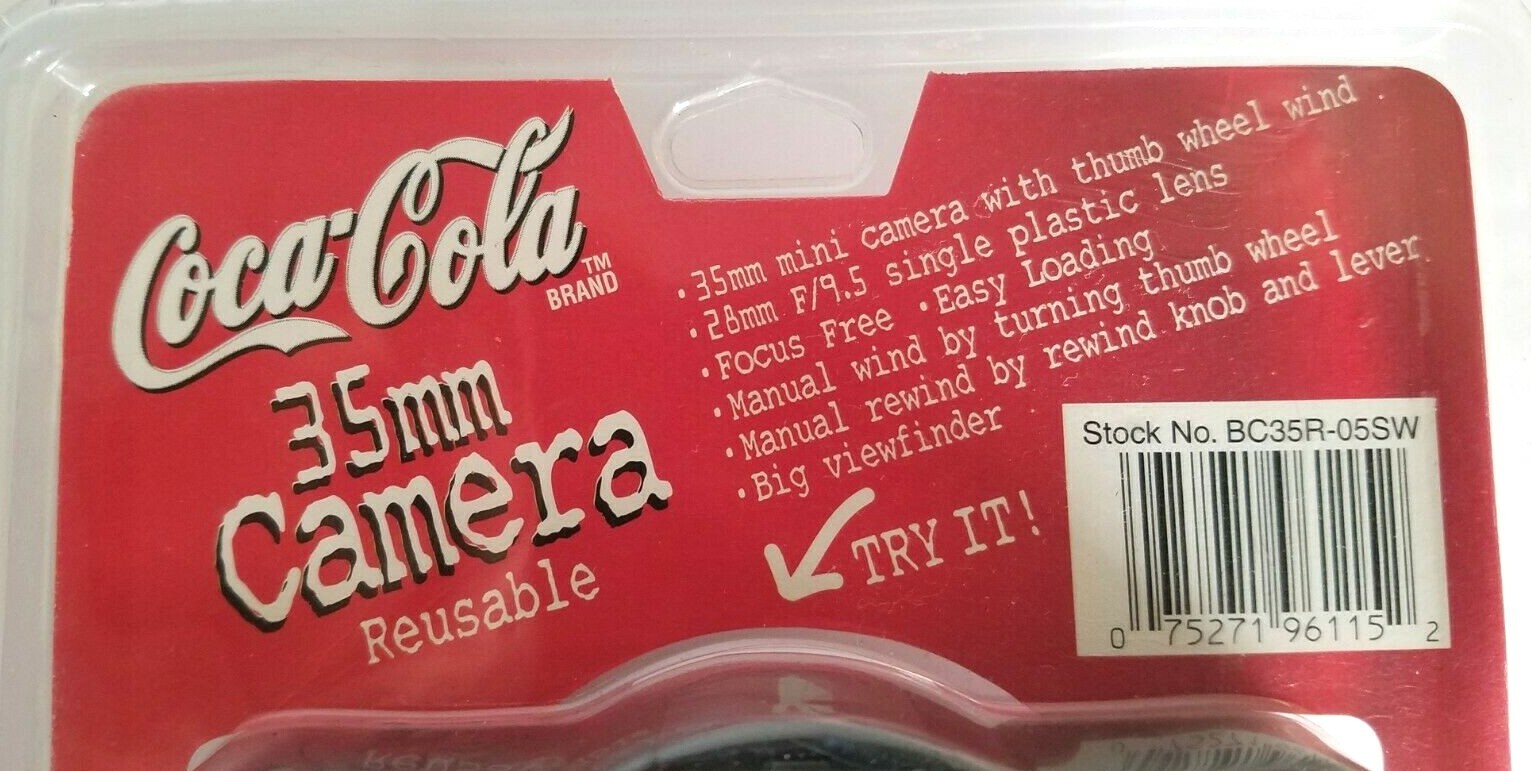 Coca-Cola
TM
BRAND
35mm
Camera
Reusable
• 35mm mini camera with thumb wheel wind
• 28mm F/9.5 single plastic lens
• Focus Free • Easy Loading
• Manual wind by turning thumb wheel
• Manual rewind by rewind knob and lever
• Big viewfinder
TRY IT!
Stock No. BC35R-05SW
0 75271 96115 2